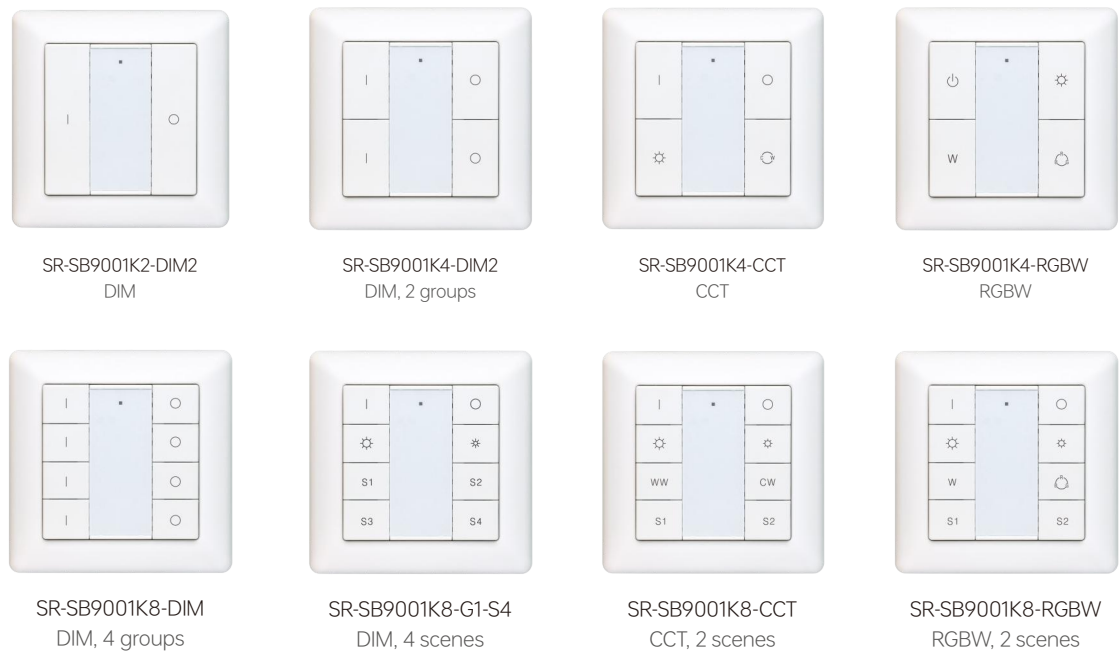 I
O
I
O
I
O
I
O
W
SR-SB9001K2-DIM2
DIM
SR-SB9001K4-DIM2
DIM, 2 groups
SR-SB9001K4-CCT
CCT
SR-SB9001K4-RGBW
RGBW
I
O
I
O
I
O
I
O
I
O
S1
S2
S3
S4
I
O
WW
CW
S1
S2
I
O
W
S1
S2
SR-SB9001K8-DIM
DIM, 4 groups
SR-SB9001K8-G1-S4
DIM, 4 scenes
SR-SB9001K8-CCT
CCT, 2 scenes
SR-SB9001K8-RGBW
RGBW, 2 scenes